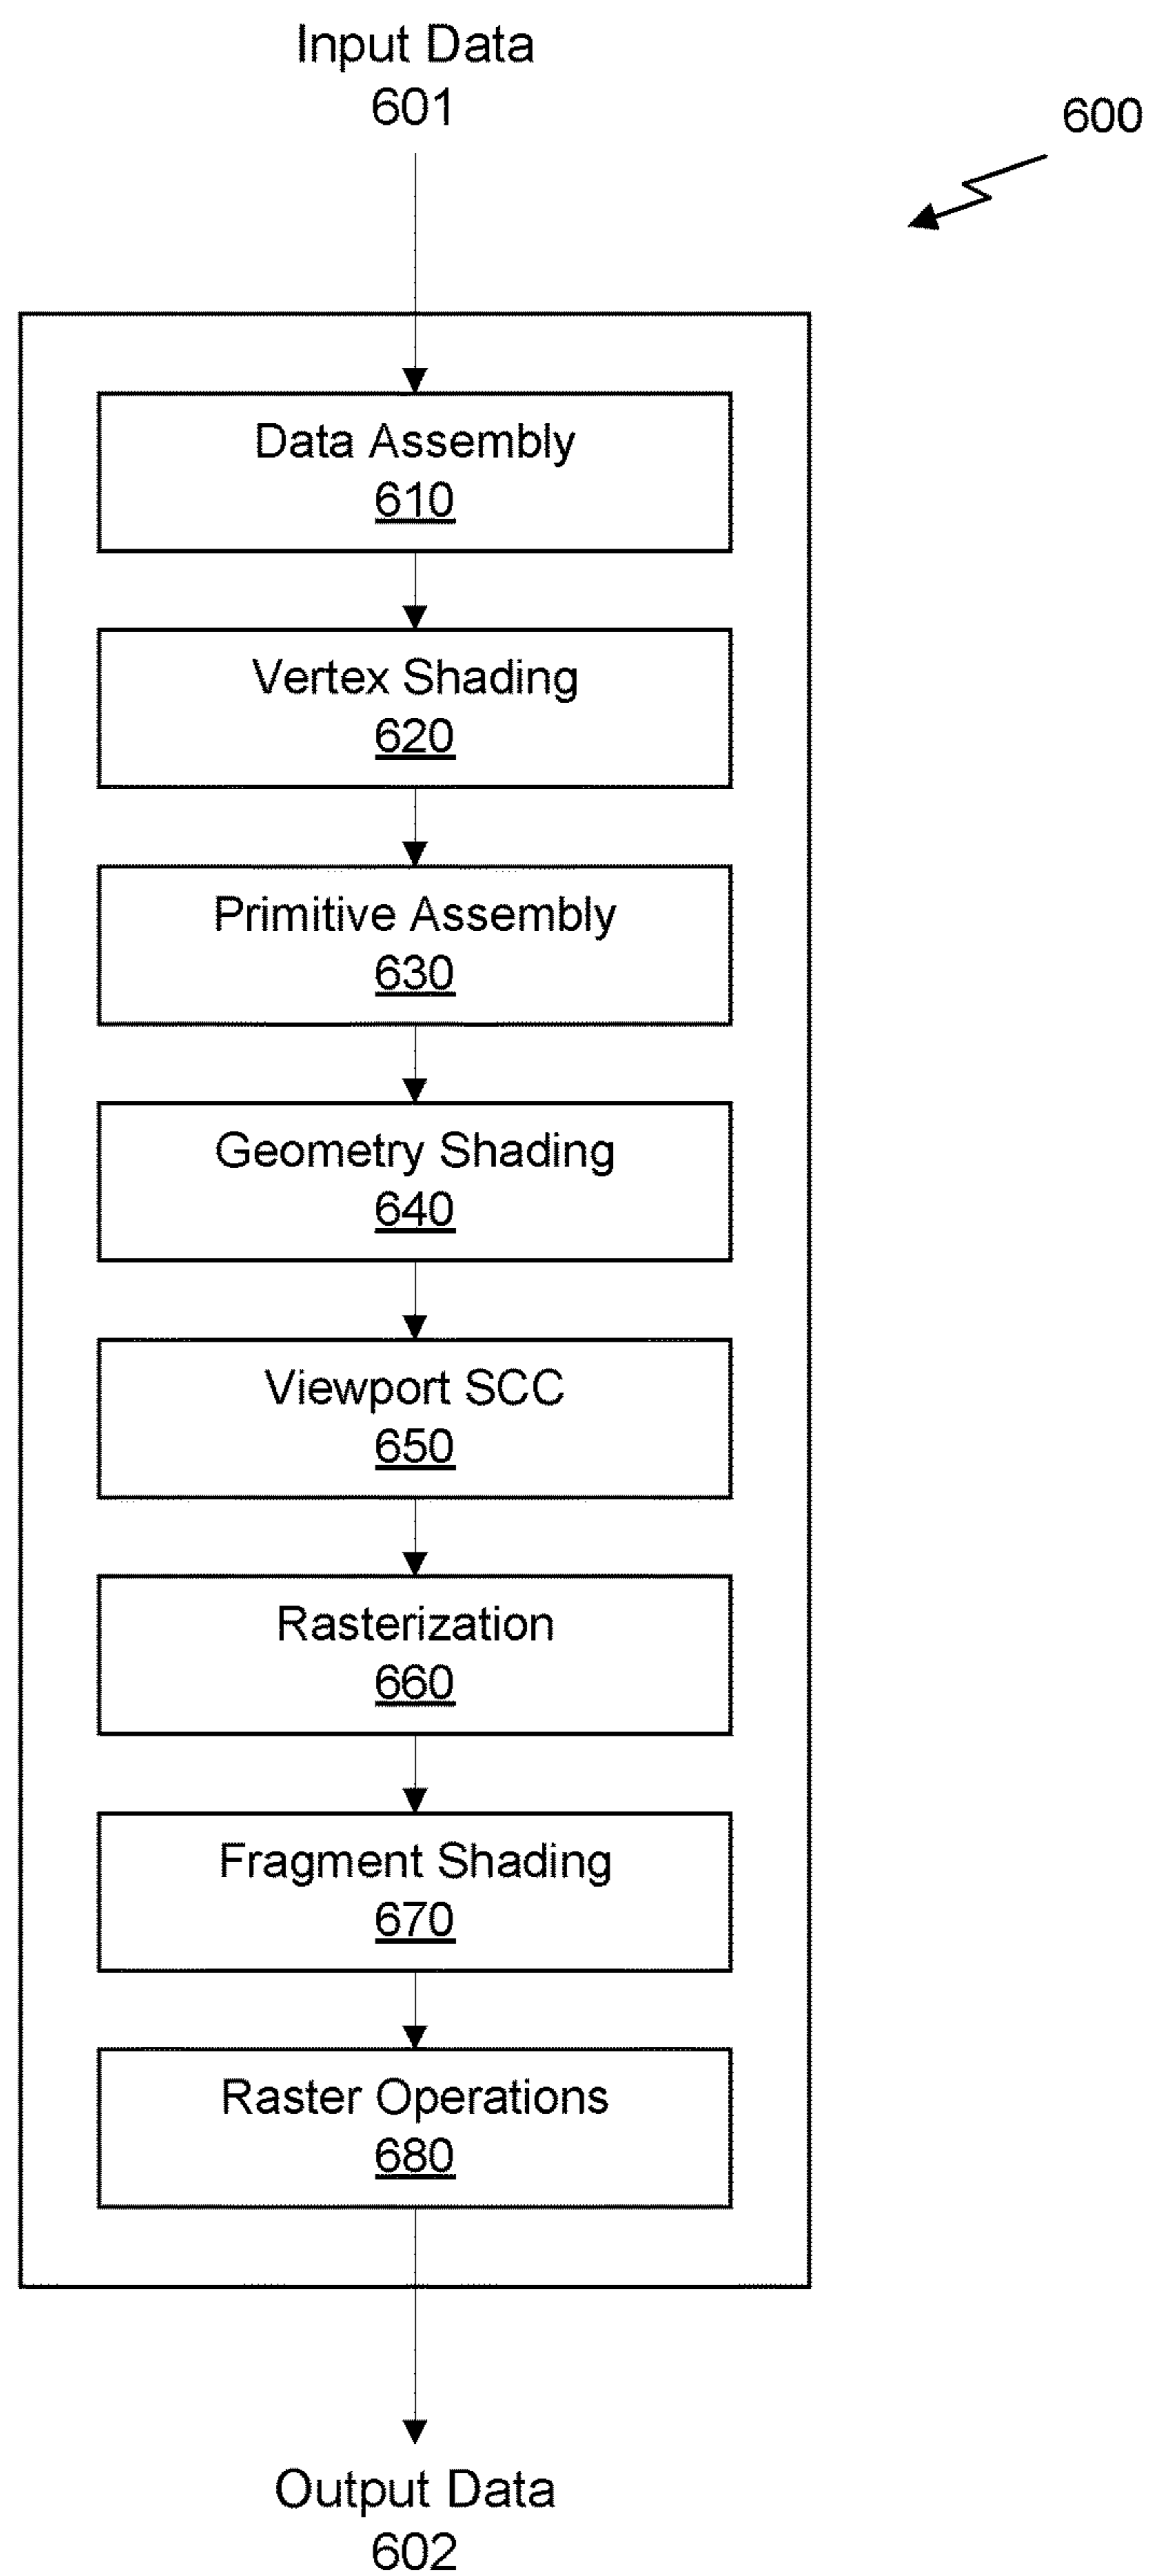 Input Data
601
600
Data Assembly
610
Vertex Shading
620
Primitive Assembly
630
Geometry Shading
640
Viewport SCC
650
Rasterization
660
Fragment Shading
670
Raster Operations
680
Output Data
602